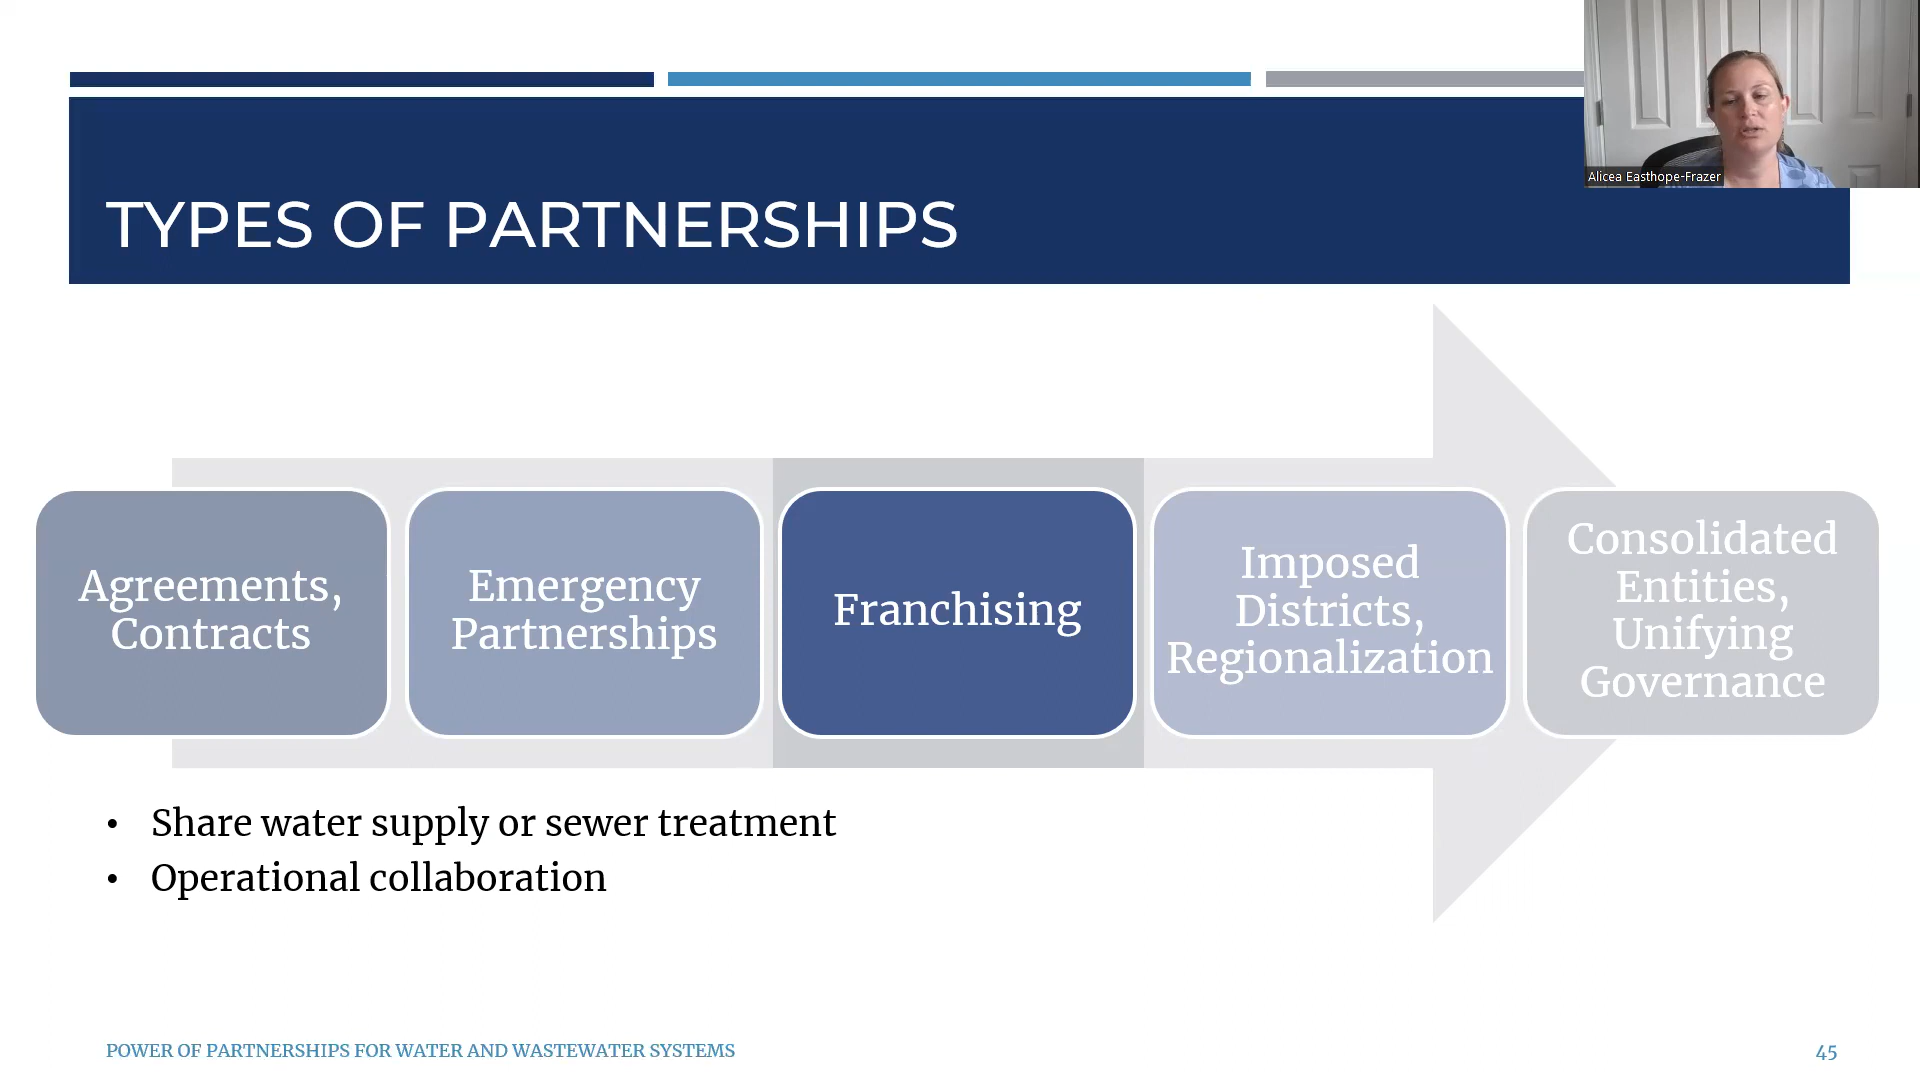 Alicea Easthope-Frazer
TYPES OF PARTNERSHIPS
Agreements,
Contracts
Emergency
Partnerships
Franchising
Imposed
Districts,
Regionalization
Consolidated
Entities,
Unifying
Governance
• Share water supply or sewer treatment
• Operational collaboration
POWER OF PARTNERSHIPS FOR WATER AND WASTEWATER SYSTEMS
45